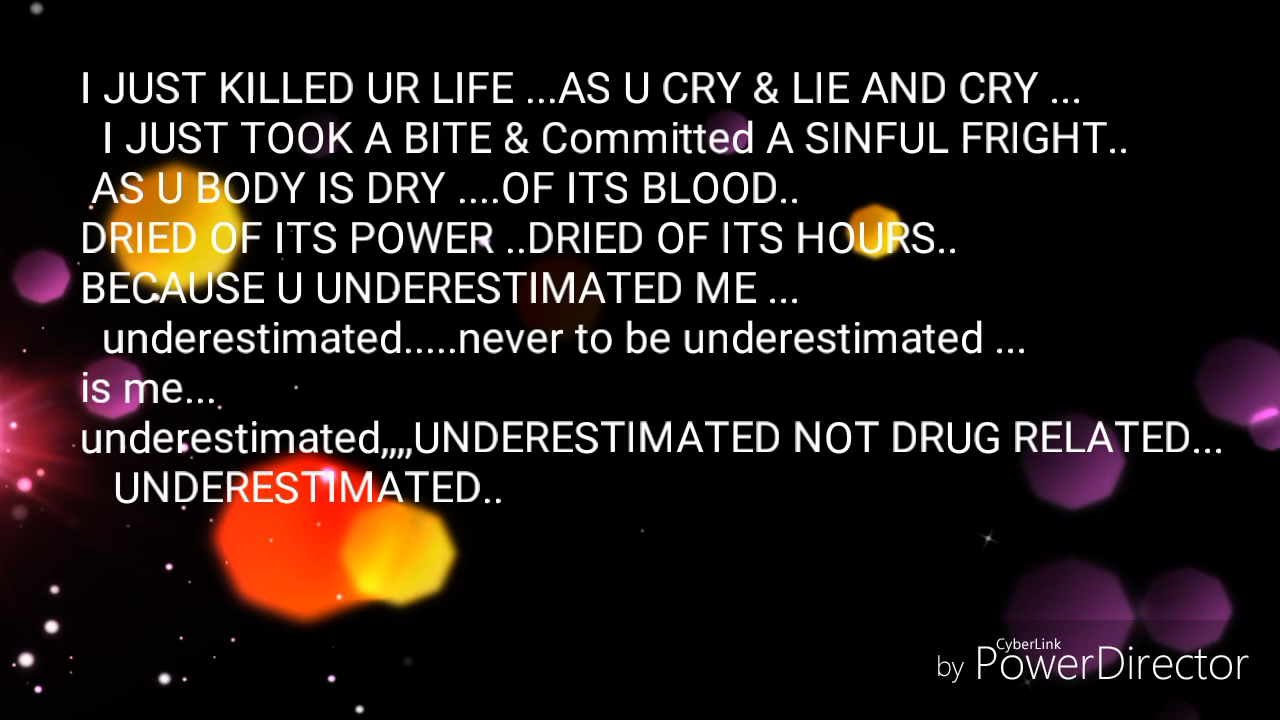 I JUST KILLED UR LIFE ...AS U CRY & LIE AND CRY ...
I JUST TOOK A BITE & Committed A SINFUL FRIGHT..
AS U BODY IS DRY ....OF ITS BLOOD..
DRIED OF ITS POWER ..DRIED OF ITS HOURS..
BECAUSE U UNDERESTIMATED ME ...
underestimated.....never to be underestimated ...
is me...
underestimated,,,,UNDERESTIMATED NOT DRUG RELATED...
UNDERESTIMATED..
CyberLink
by PowerDirector